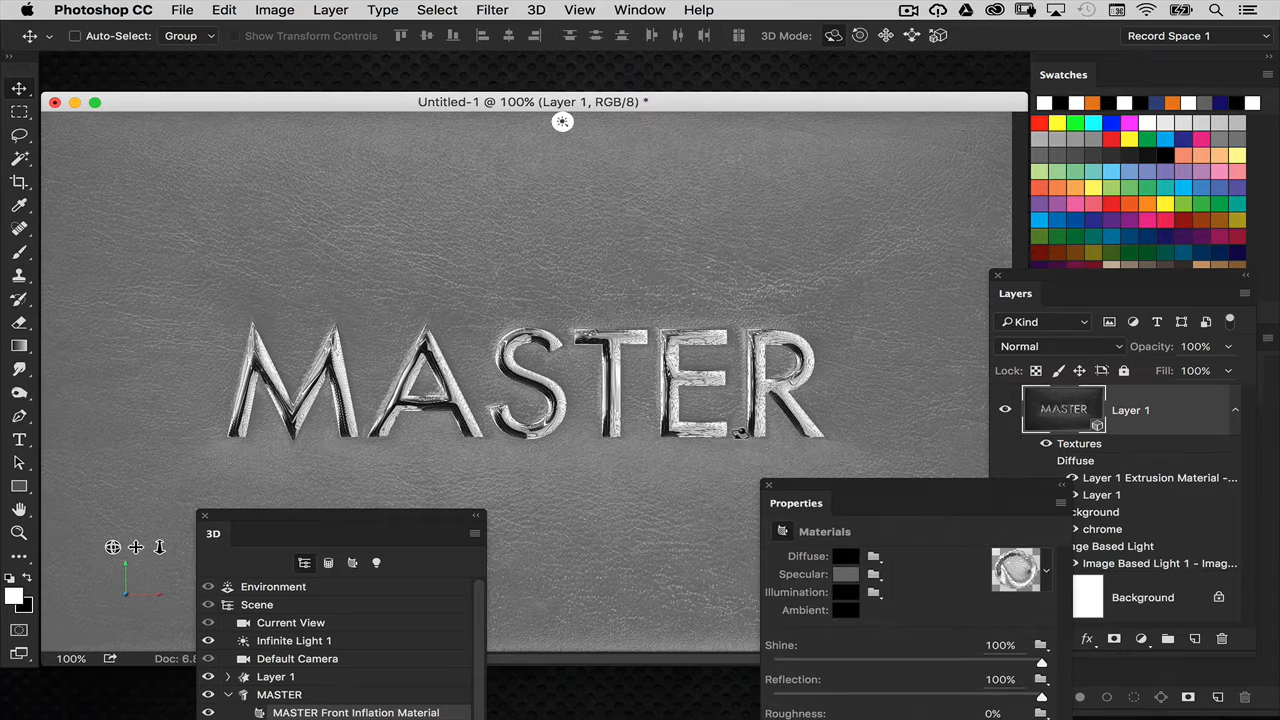 Photoshop CC File Edit Image Layer Type Select Filter 3D View Window Help
Auto-Select: Group Show Transform Controls 3D Mode: Record Space 1
Swatches
Untitled-1 @ 100% (Layer 1, RGB/8) *
Layers
Kind
Normal Opacity: 100%
Lock: Fill: 100%
MASTER
MASTER
Layer 1
Textures
Diffuse
Layer 1 Extrusion Material -...
Layer 1
ckground
chrome
ge Based Light
Image Based Light 1 - Imag...
Background
Properties
Materials
Diffuse:
Specular:
Illumination:
Ambient:
Shine: 100%
Reflection: 100%
Roughness: 0%
3D
Environment
Scene
Current View
Infinite Light 1
Default Camera
Layer 1
MASTER
MASTER Front Inflation Material
100% Doc: 6.8